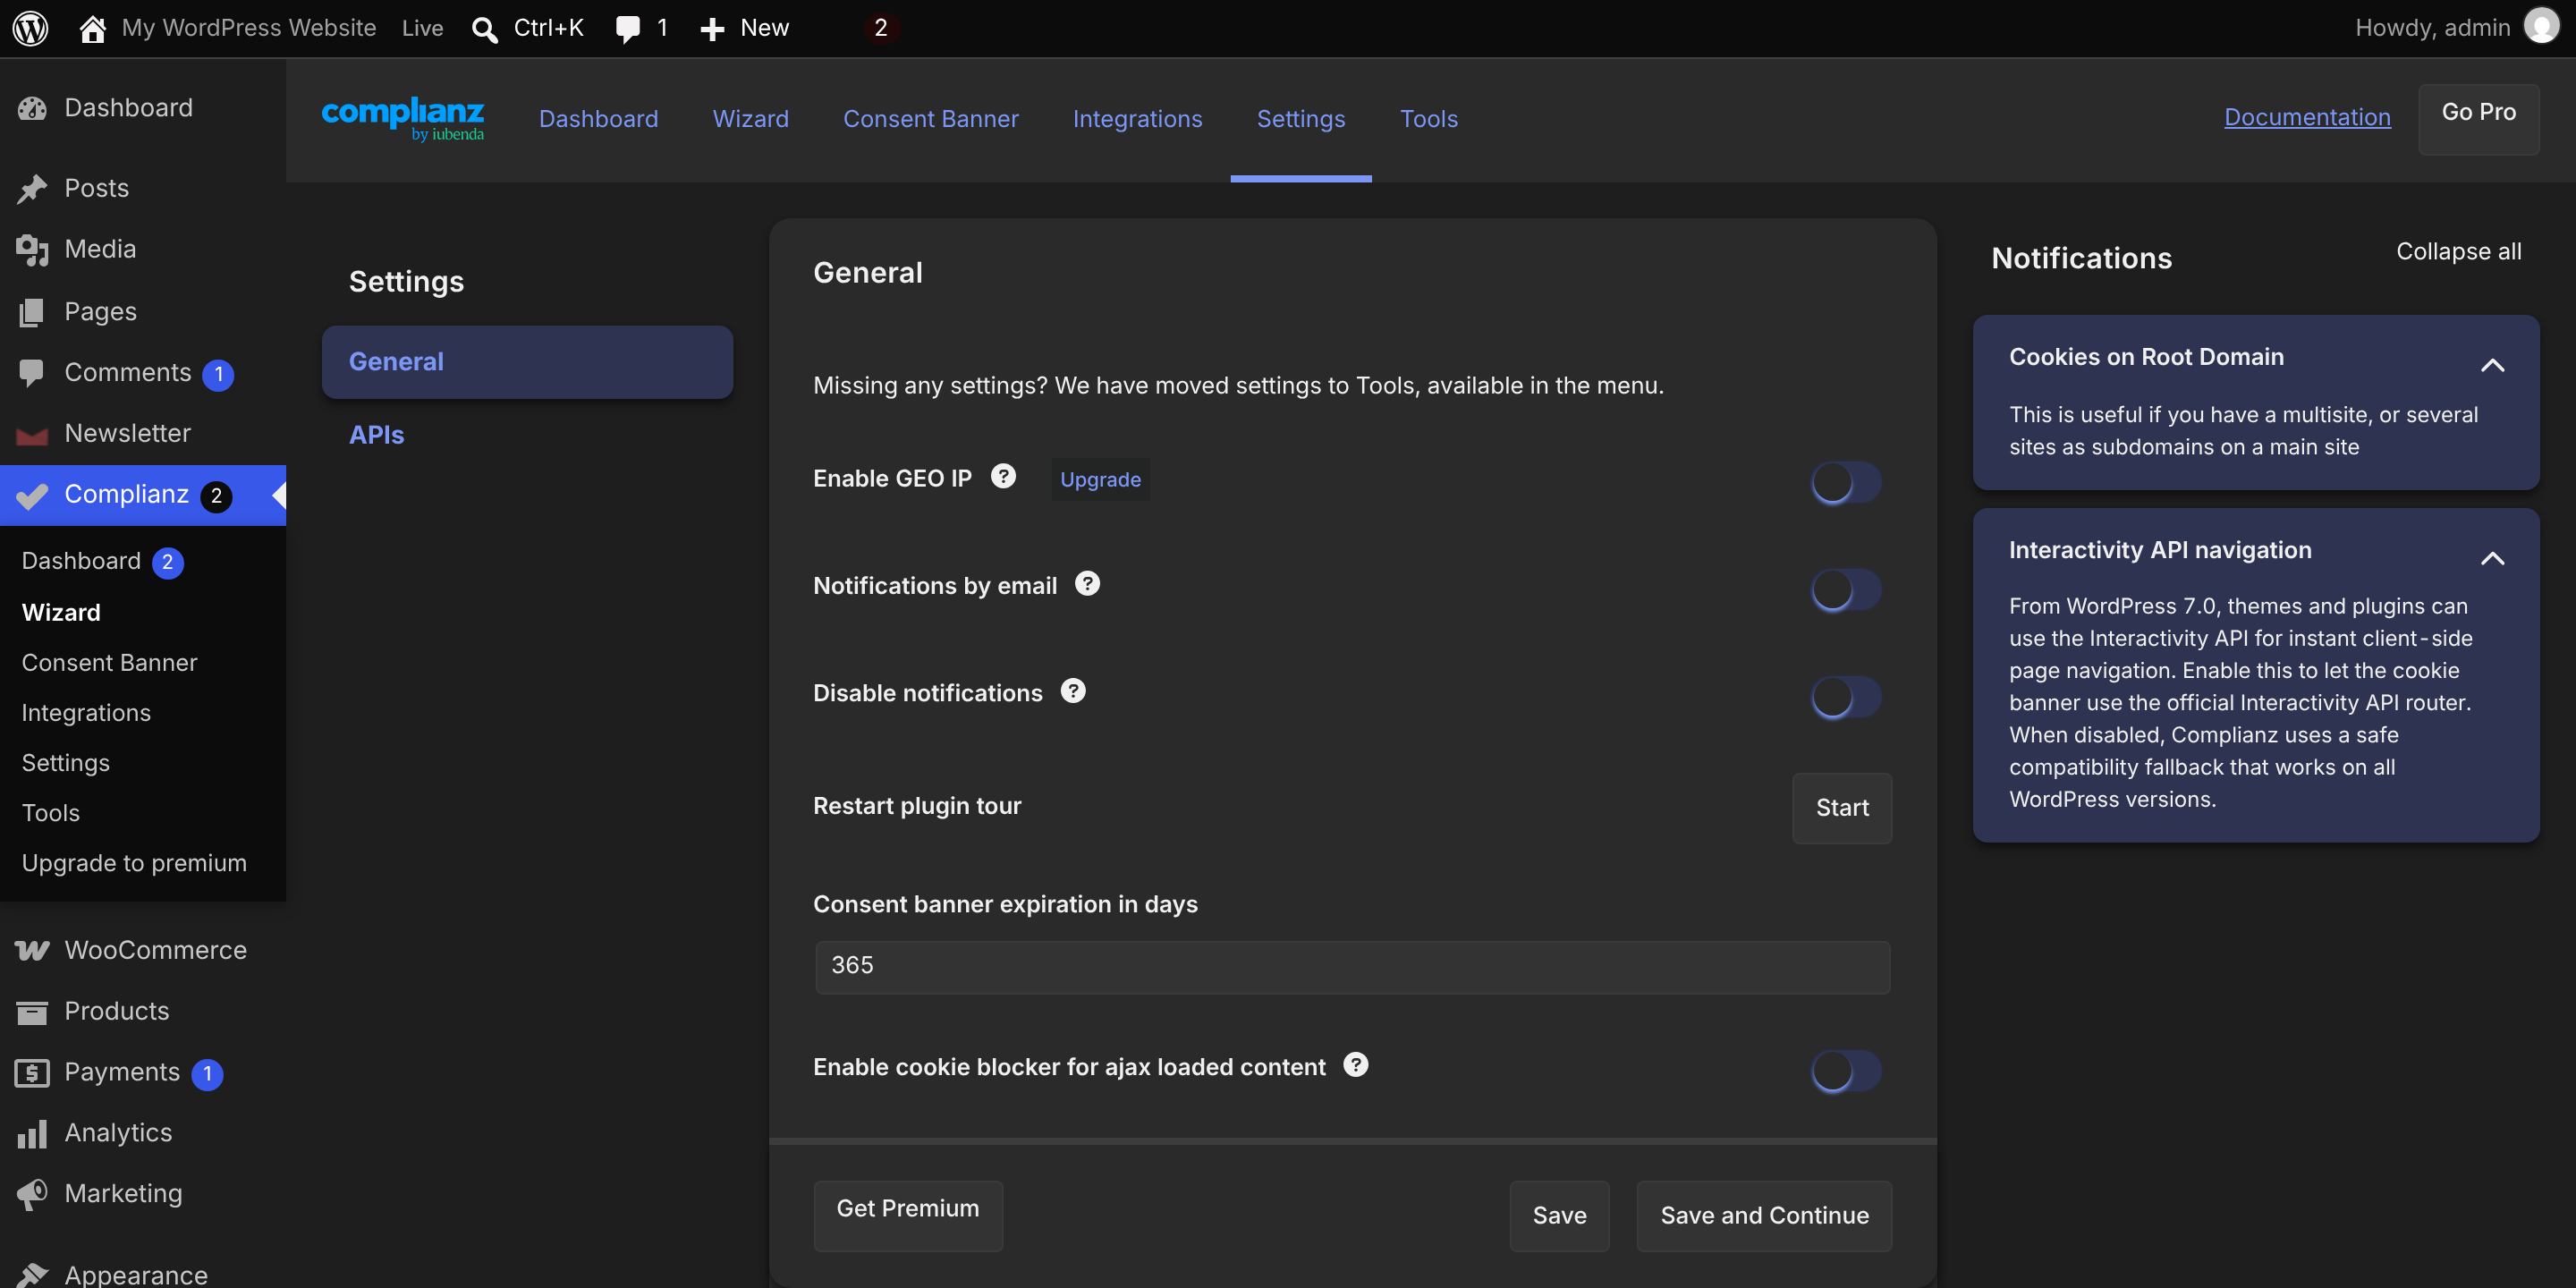 My WordPress Website Live Ctrl+K 1 New 2 Howdy, admin
Dashboard
Posts
Media
Pages
Comments 1
Newsletter
Complianz 2
Dashboard 2
Wizard
Consent Banner
Integrations
Settings
Tools
Upgrade to premium
WooCommerce
Products
Payments 1
Analytics
Marketing
Appearance
complianz
by iubenda
Dashboard Wizard Consent Banner Integrations Settings Tools
Documentation Go Pro
Settings
General
APIs
General
Missing any settings? We have moved settings to Tools, available in the menu.
Enable GEO IP ? Upgrade
Notifications by email ?
Disable notifications ?
Restart plugin tour Start
Consent banner expiration in days
365
Enable cookie blocker for ajax loaded content ?
Get Premium Save Save and Continue
Notifications Collapse all
Cookies on Root Domain
This is useful if you have a multisite, or several
sites as subdomains on a main site
Interactivity API navigation
From WordPress 7.0, themes and plugins can
use the Interactivity API for instant client-side
page navigation. Enable this to let the cookie
banner use the official Interactivity API router.
When disabled, Complianz uses a safe
compatibility fallback that works on all
WordPress versions.